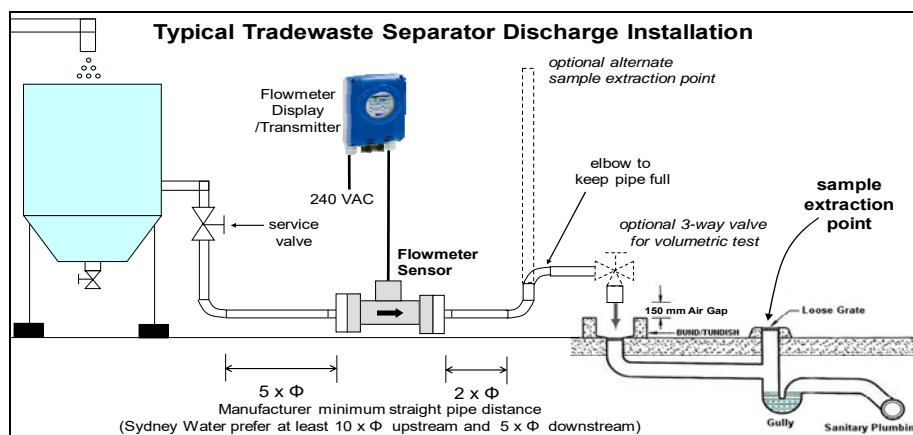 Typical Tradewaste Separator Discharge Installation
optional alternate
sample extraction point
Flowmeter
Display
/Transmitter
240 VAC
elbow to
keep pipe full
sample
extraction
point
service
valve
optional 3-way valve
for volumetric test
Flowmeter
Sensor
150 mm Air Gap
Loose Grate
BUND/TUNDISH
5 x Φ
2 x Φ
Manufacturer minimum straight pipe distance
(Sydney Water prefer at least 10 x Φ upstream and 5 x Φ downstream)
Gully
Sanitary Plumbin